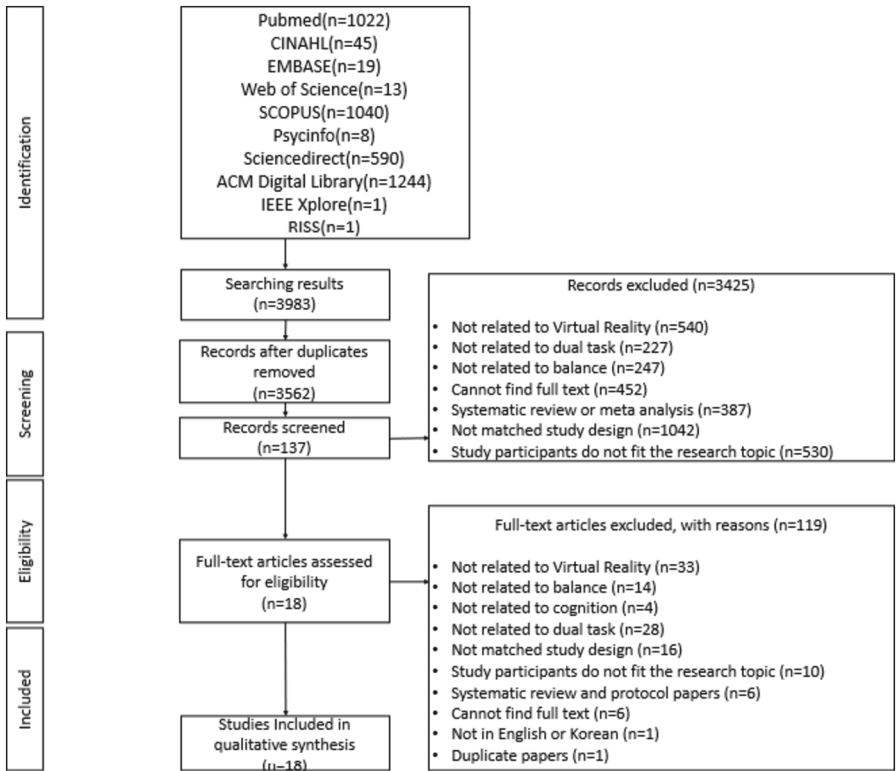 Identification
Pubmed(n=1022)
CINAHL(n=45)
EMBASE(n=19)
Web of Science(n=13)
SCOPUS(n=1040)
Psycinfo(n=8)
Sciencedirect(n=590)
ACM Digital Library(n=1244)
IEEE Xplore(n=1)
RISS(n=1)
Searching results
(n=3983)
Screening
Records after duplicates
removed
(n=3562)
Records screened
(n=137)
Records excluded (n=3425)
• Not related to Virtual Reality (n=540)
• Not related to dual task (n=227)
• Not related to balance (n=247)
• Cannot find full text (n=452)
• Systematic review or meta analysis (n=387)
• Not matched study design (n=1042)
• Study participants do not fit the research topic (n=530)
Eligibility
Full-text articles assessed
for eligibility
(n=18)
Full-text articles excluded, with reasons (n=119)
• Not related to Virtual Reality (n=33)
• Not related to balance (n=14)
• Not related to cognition (n=4)
• Not related to dual task (n=28)
• Not matched study design (n=16)
• Study participants do not fit the research topic (n=10)
• Systematic review and protocol papers (n=6)
• Cannot find full text (n=6)
• Not in English or Korean (n=1)
• Duplicate papers (n=1)
Included
Studies Included in
qualitative synthesis
(n=18)